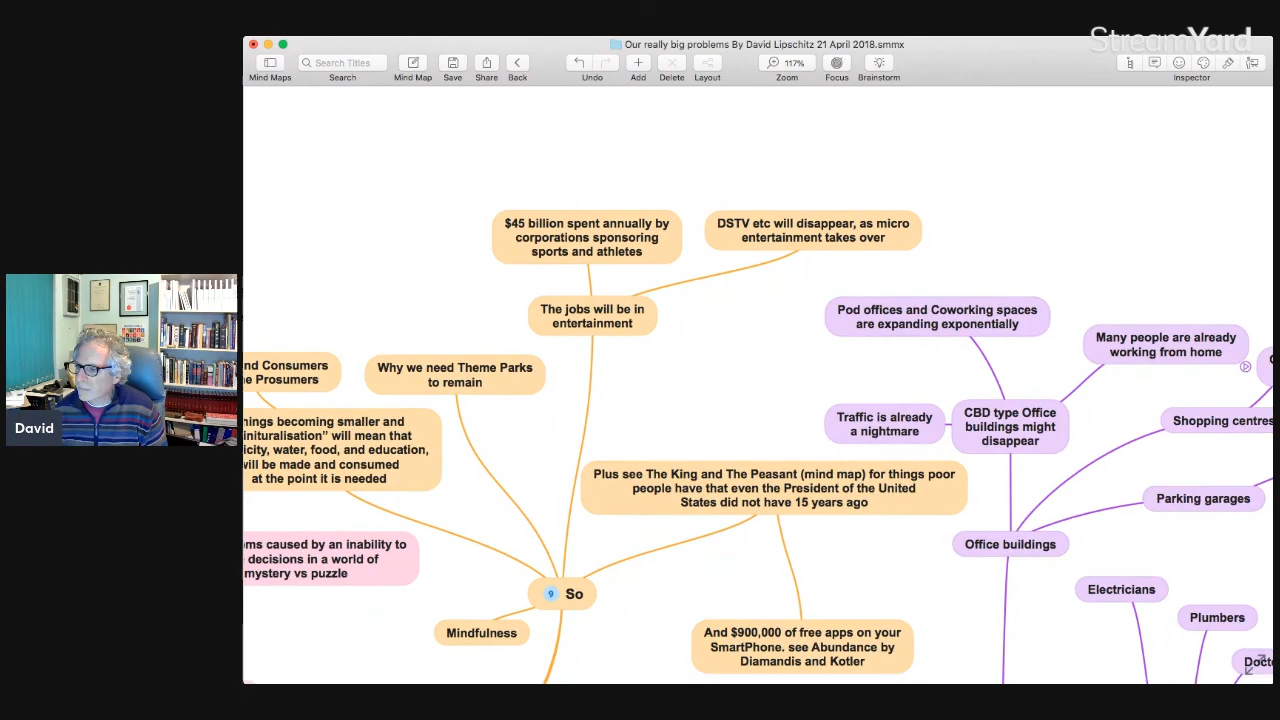 StreamYard
Our really big problems By David Lipschitz 21 April 2018.smmx
Search Titles
117%
Mind Maps
Search
Mind Map
Save
Share
Back
Undo
Add
Delete
Layout
Zoom
Focus
Brainstorm
Inspector
$45 billion spent annually by
corporations sponsoring
sports and athletes
DSTV etc will disappear, as micro
entertainment takes over
The jobs will be in
entertainment
Pod offices and Coworking spaces
are expanding exponentially
Many people are already
working from home
nd Consumers
e Prosumers
Why we need Theme Parks
to remain
Traffic is already
a nightmare
CBD type Office
buildings might
disappear
Shopping centres
hings becoming smaller and
inituralisation” will mean that
icity, water, food, and education,
vill be made and consumed
at the point it is needed
Plus see The King and The Peasant (mind map) for things poor
people have that even the President of the United
States did not have 15 years ago
Parking garages
Office buildings
ms caused by an inability to
decisions in a world of
mystery vs puzzle
9 So
Electricians
Plumbers
Mindfulness
And $900,000 of free apps on your
SmartPhone. see Abundance by
Diamandis and Kotler
Docto
David